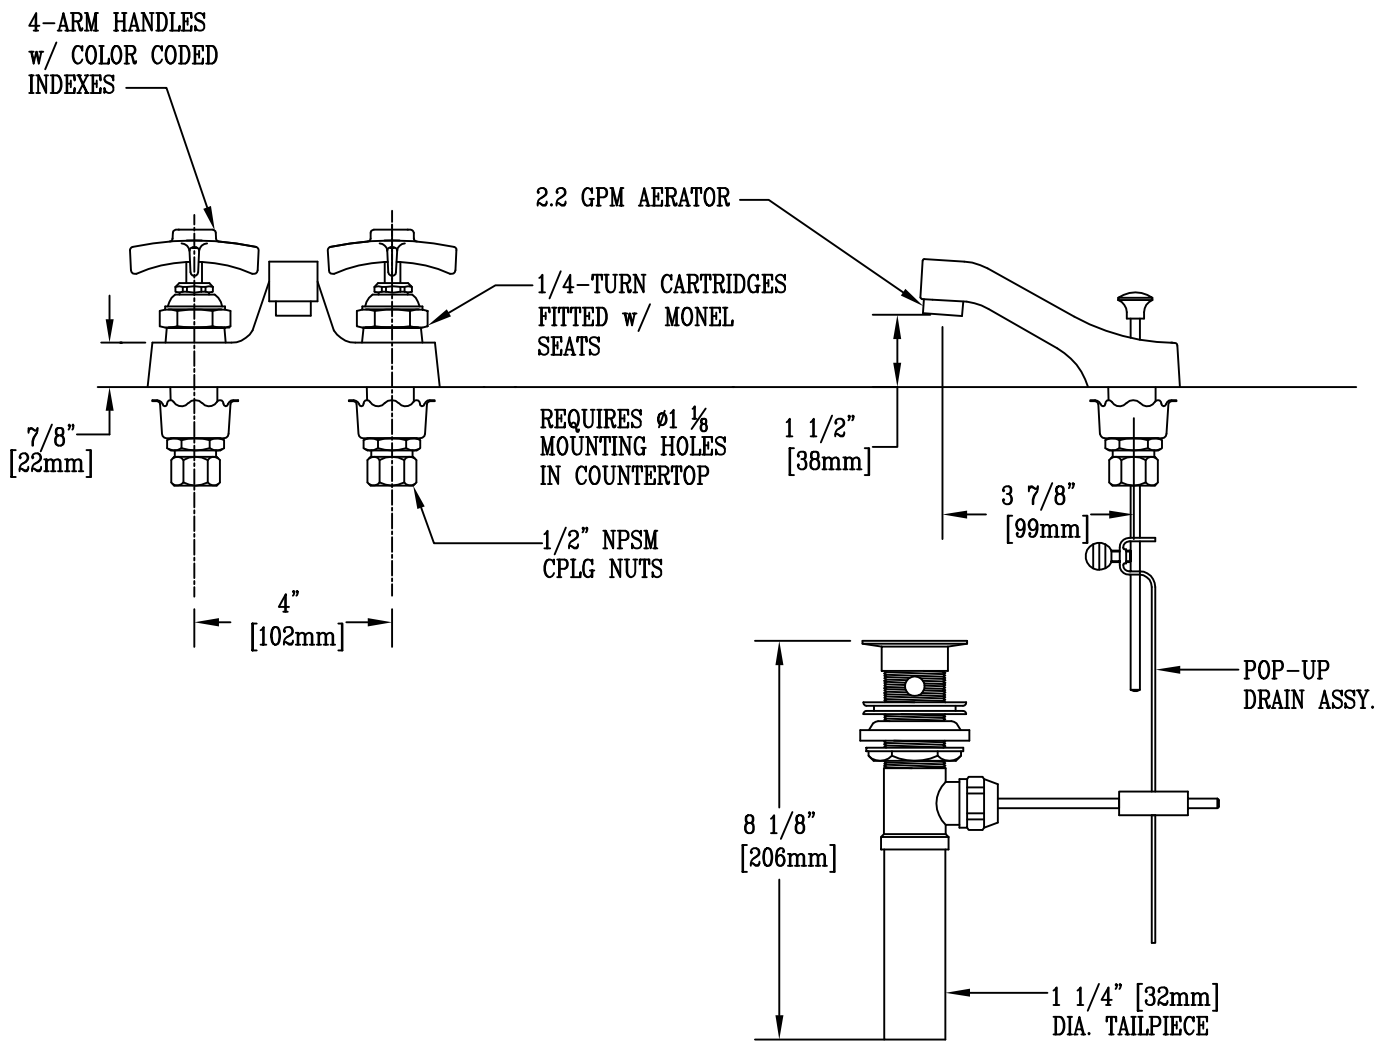 4-ARM HANDLES
w/ COLOR CODED
INDEXES
2.2 GPM AERATOR
1/4-TURN CARTRIDGES
FITTED w/ MONEL
SEATS
7/8"
[22mm]
REQUIRES ø1 ⅛
MOUNTING HOLES
IN COUNTERTOP
1 1/2"
[38mm]
3 7/8"
[99mm]
1/2" NPSM
CPLG NUTS
4"
[102mm]
POP-UP
DRAIN ASSY.
8 1/8"
[206mm]
1 1/4" [32mm]
DIA. TAILPIECE